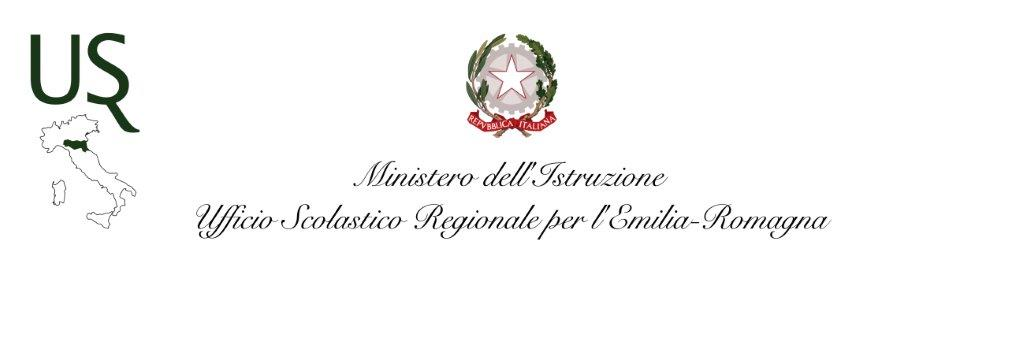 USR
REPVBBLICA ITALIANA
Ministero dell'Istruzione
Ufficio Scolastico Regionale per l'Emilia-Romagna